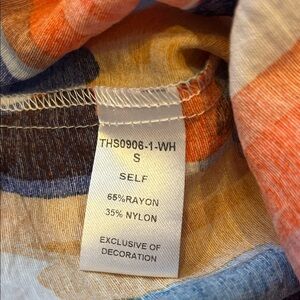 THS0906-1-WH
S
SELF
65%RAYON
35% NYLON
EXCLUSIVE OF
DECORATION